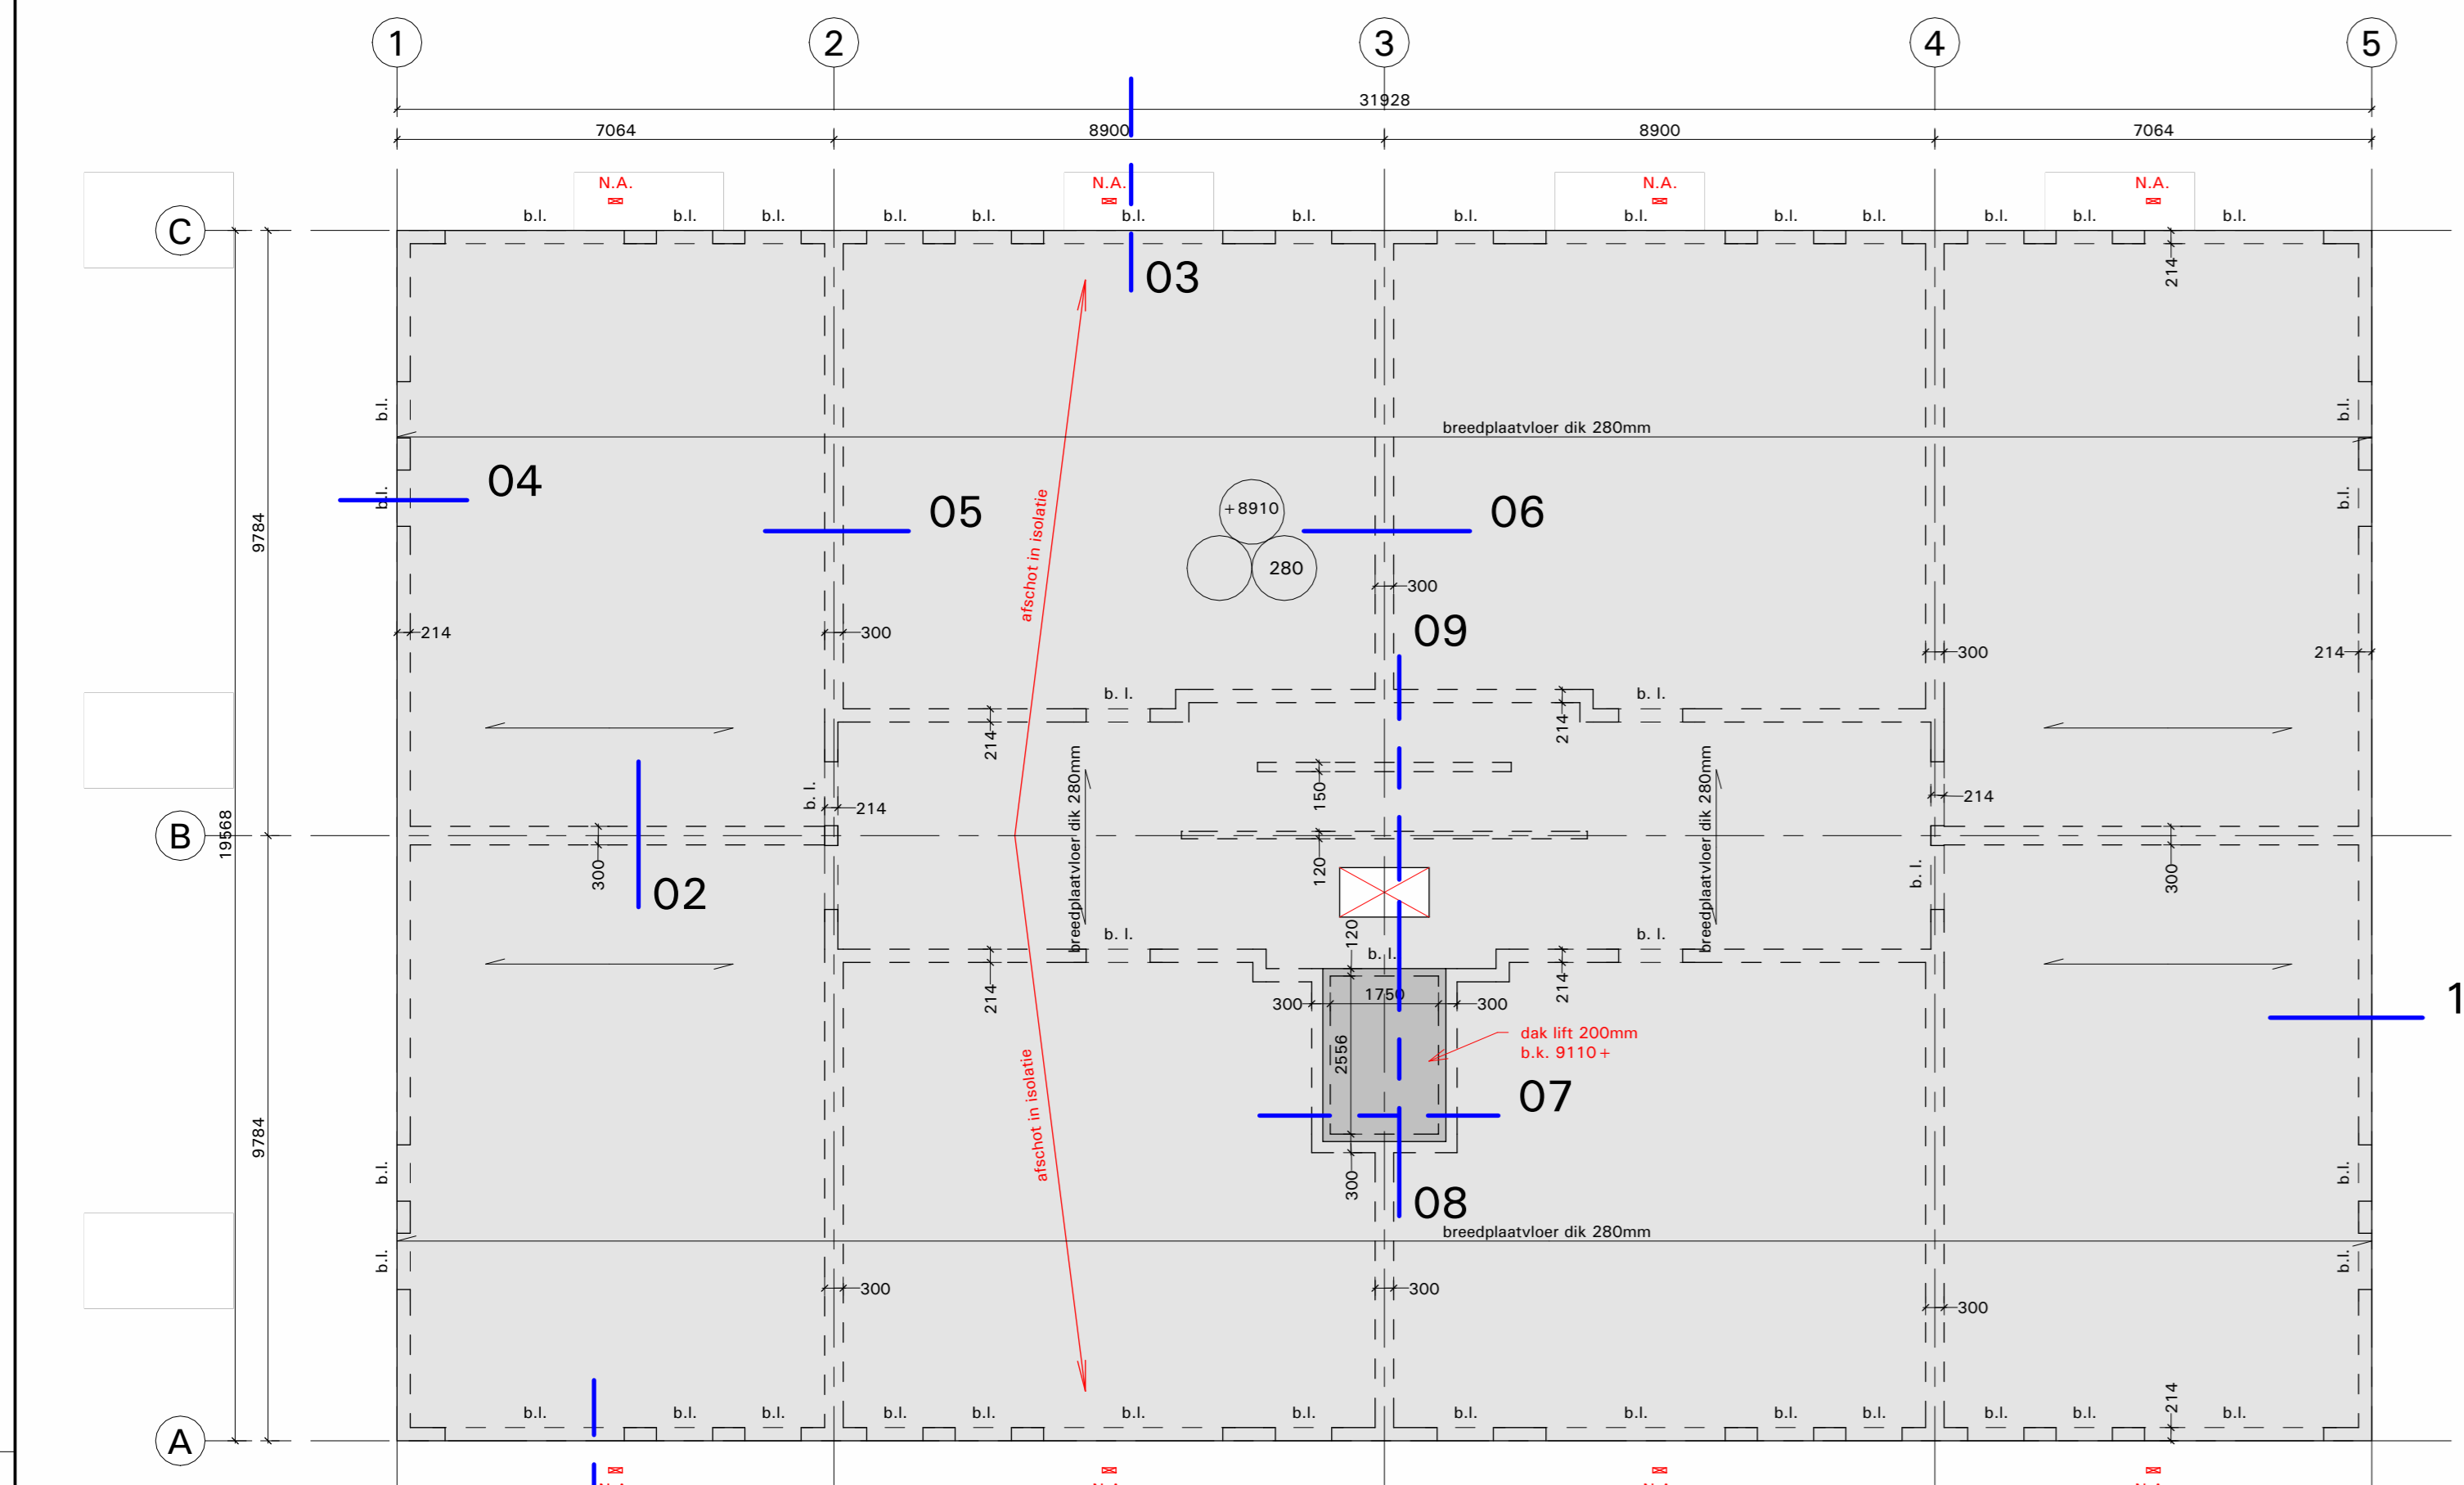 1 2 3 4 5
31928
7064 8900 8900 7064
N.A. N.A. N.A. N.A.
C
b.l. b.l. b.l. b.l. b.l. b.l. b.l. b.l. b.l. b.l. b.l. b.l. b.l. b.l.
03
214
b.l. b.l.
breedplaatvloer dik 280mm
04
05
06
b.l. b.l.
+8910
280
9784
afschot in isolatie
300
09
214 300 300 214
b. l. b. l.
214 214
breedplaatvloer dik 280mm
breedplaatvloer dik 280mm
150
b. l.
214 214
B
19568
120
300
02
b. l.
300
120
b. l. b. l. b. l.
214 214
300 1750 300
1
dak lift 200mm
b.k. 9110+
2556
07
afschot in isolatie
9784
b.l. b.l.
300
08
breedplaatvloer dik 280mm
b.l. b.l.
300 300 300
214
b.l. b.l. b.l. b.l. b.l. b.l. b.l. b.l. b.l. b.l. b.l. b.l. b.l. b.l.
A